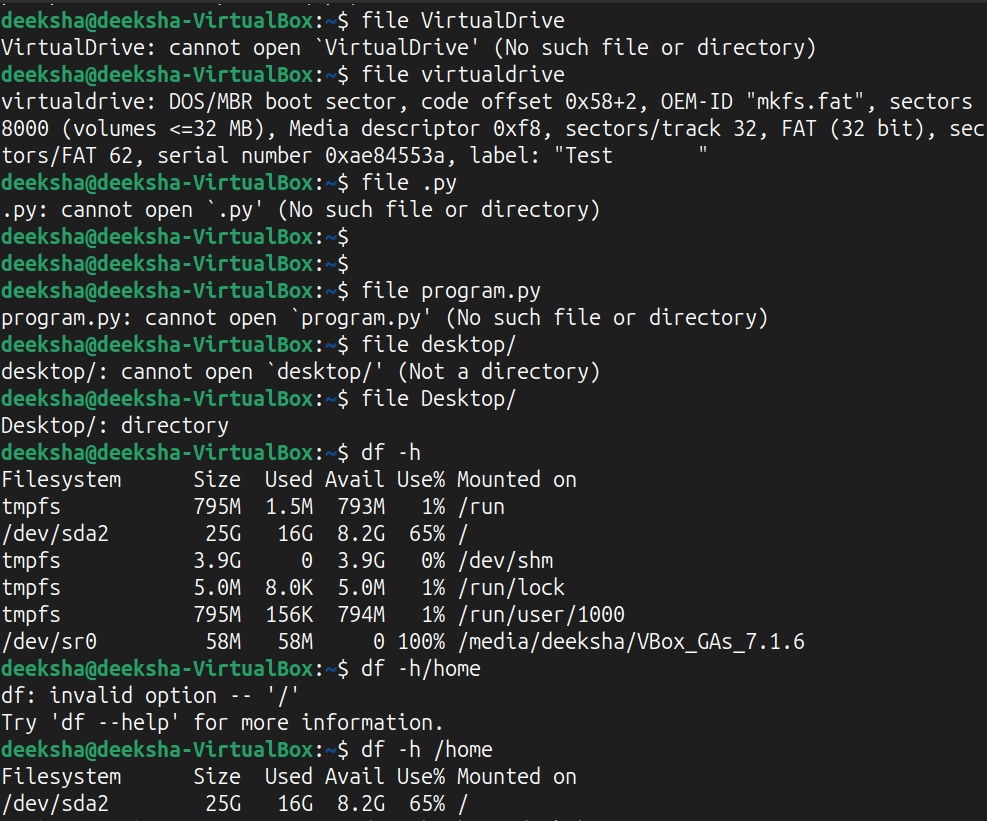 deeksha@deeksha-VirtualBox:~$ file VirtualDrive
VirtualDrive: cannot open `VirtualDrive' (No such file or directory)
deeksha@deeksha-VirtualBox:~$ file virtualdrive
virtualdrive: DOS/MBR boot sector, code offset 0x58+2, OEM-ID "mkfs.fat", sectors
8000 (volumes <=32 MB), Media descriptor 0xf8, sectors/track 32, FAT (32 bit), sec
tors/FAT 62, serial number 0xae84553a, label: "Test       "
deeksha@deeksha-VirtualBox:~$ file .py
.py: cannot open `.py' (No such file or directory)
deeksha@deeksha-VirtualBox:~$
deeksha@deeksha-VirtualBox:~$
deeksha@deeksha-VirtualBox:~$ file program.py
program.py: cannot open `program.py' (No such file or directory)
deeksha@deeksha-VirtualBox:~$ file desktop/
desktop/: cannot open `desktop/' (Not a directory)
deeksha@deeksha-VirtualBox:~$ file Desktop/
Desktop/: directory
deeksha@deeksha-VirtualBox:~$ df -h
Filesystem      Size  Used Avail Use% Mounted on
tmpfs           795M  1.5M  793M   1% /run
/dev/sda2        25G   16G  8.2G  65% /
tmpfs           3.9G     0  3.9G   0% /dev/shm
tmpfs           5.0M  8.0K  5.0M   1% /run/lock
tmpfs           795M  156K  794M   1% /run/user/1000
/dev/sr0         58M   58M     0 100% /media/deeksha/VBox_GAs_7.1.6
deeksha@deeksha-VirtualBox:~$ df -h/home
df: invalid option -- '/'
Try 'df --help' for more information.
deeksha@deeksha-VirtualBox:~$ df -h /home
Filesystem      Size  Used Avail Use% Mounted on
/dev/sda2        25G   16G  8.2G  65% /